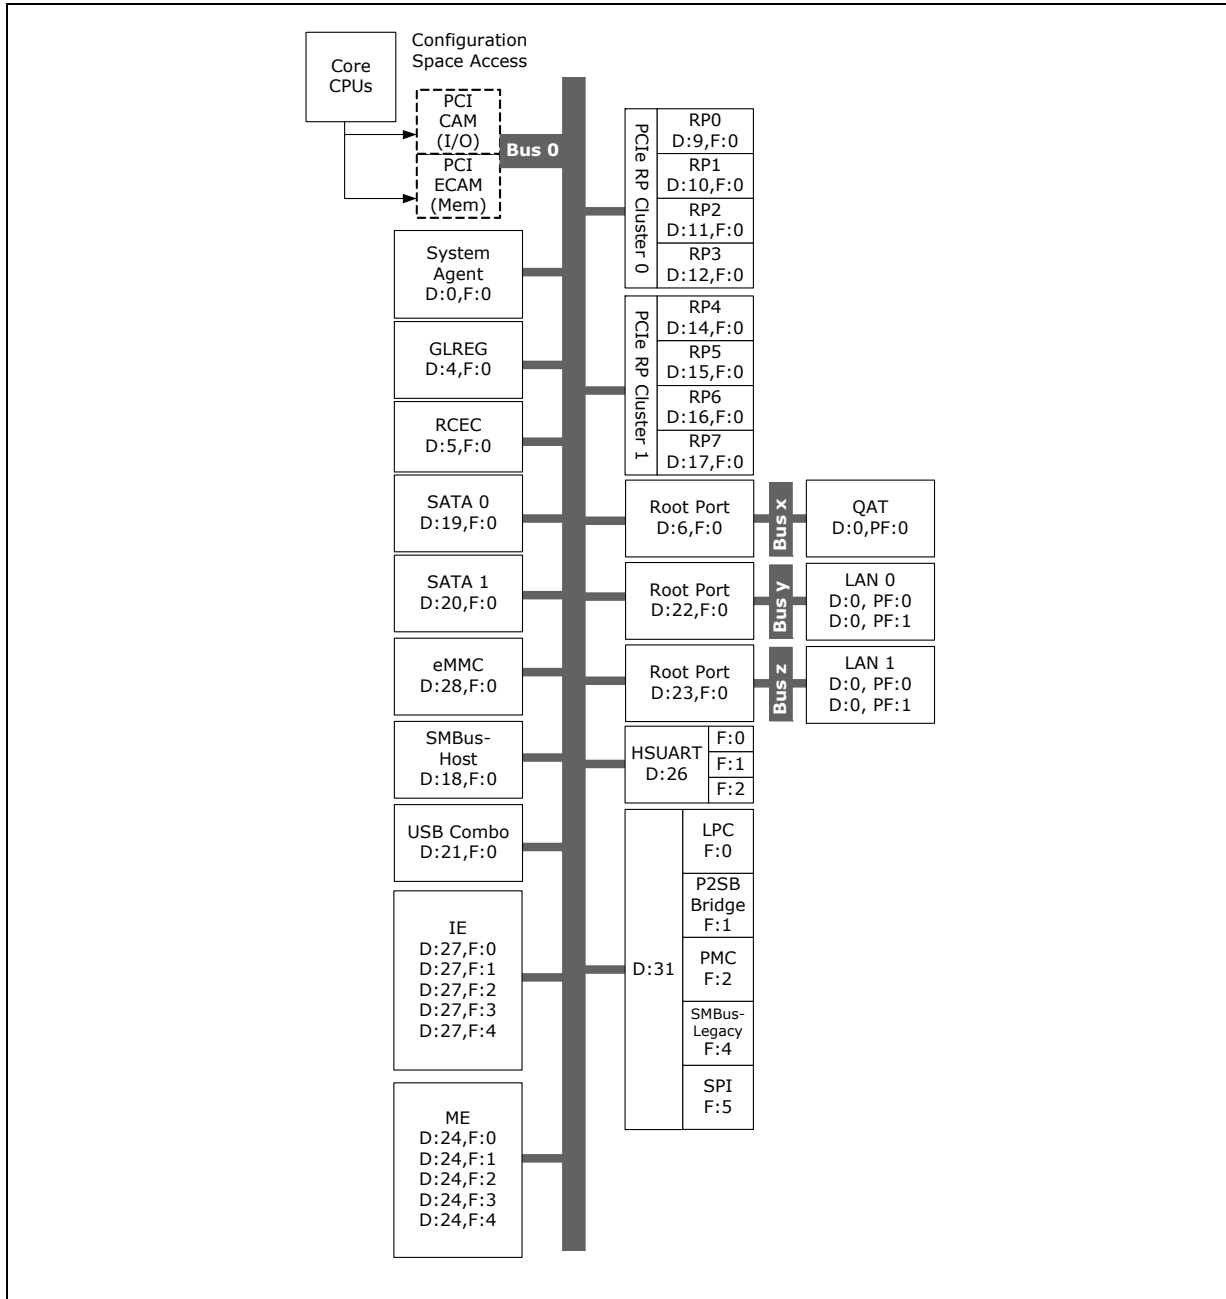 Core
CPUs
Configuration
Space Access
PCI
CAM
(I/O)
PCI
ECAM
(Mem)
Bus 0
System
Agent
D:0,F:0
GLREG
D:4,F:0
RCEC
D:5,F:0
SATA 0
D:19,F:0
SATA 1
D:20,F:0
eMMC
D:28,F:0
SMBus-
Host
D:18,F:0
USB Combo
D:21,F:0
IE
D:27,F:0
D:27,F:1
D:27,F:2
D:27,F:3
D:27,F:4
ME
D:24,F:0
D:24,F:1
D:24,F:2
D:24,F:3
D:24,F:4
PCIe RP Cluster 0
RP0
D:9,F:0
RP1
D:10,F:0
RP2
D:11,F:0
RP3
D:12,F:0
PCIe RP Cluster 1
RP4
D:14,F:0
RP5
D:15,F:0
RP6
D:16,F:0
RP7
D:17,F:0
Root Port
D:6,F:0
Bus x
QAT
D:0,PF:0
Root Port
D:22,F:0
Bus y
LAN 0
D:0, PF:0
D:0, PF:1
Root Port
D:23,F:0
Bus z
LAN 1
D:0, PF:0
D:0, PF:1
HSUART
D:26
F:0
F:1
F:2
D:31
LPC
F:0
P2SB
Bridge
F:1
PMC
F:2
SMBus-
Legacy
F:4
SPI
F:5